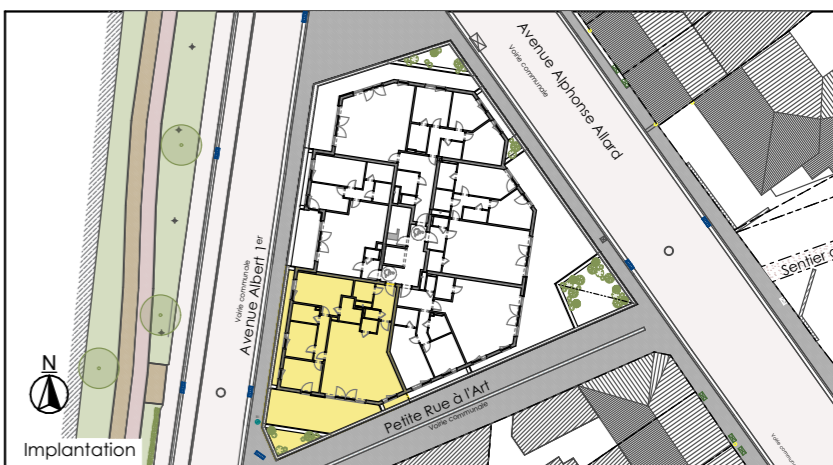 Avenue Alphonse Allard
Voirie communale
Avenue Albert 1er
Voirie communale
Sentier
N
Petite Rue à l'Art
Voirie communale
Implantation